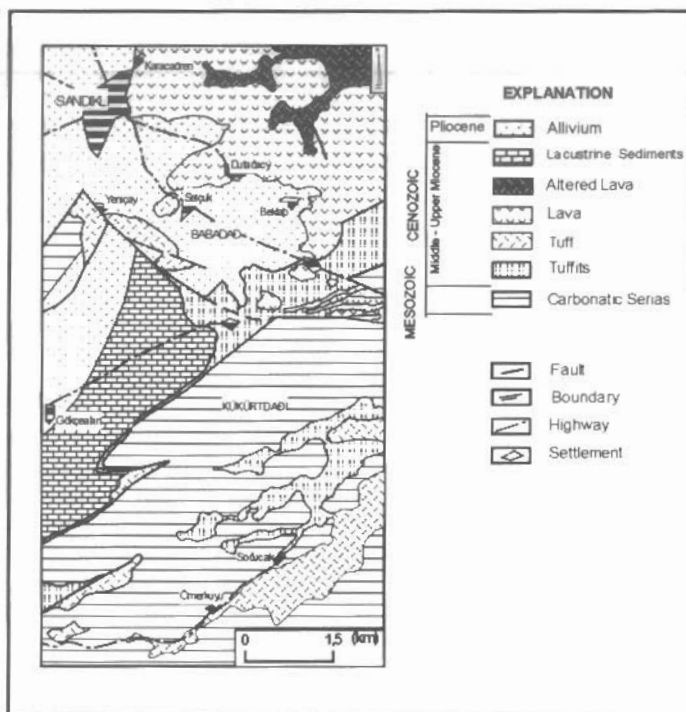 Karacaören
SANDIKLI
Yeniçay
Selçuk
BABADAĞ
KÜKÜRTDAĞI
Soğucak
Ömerkuyu
0 1,5 (km)
EXPLANATION
Pliocene
Middle - Upper Miocene
CENOZOIC
MESOZOIC
Allivium
Lacustrine Sediments
Altered Lava
Lava
Tuff
Tuffits
Carbonatic Serias
Fault
Boundary
Highway
Settlement